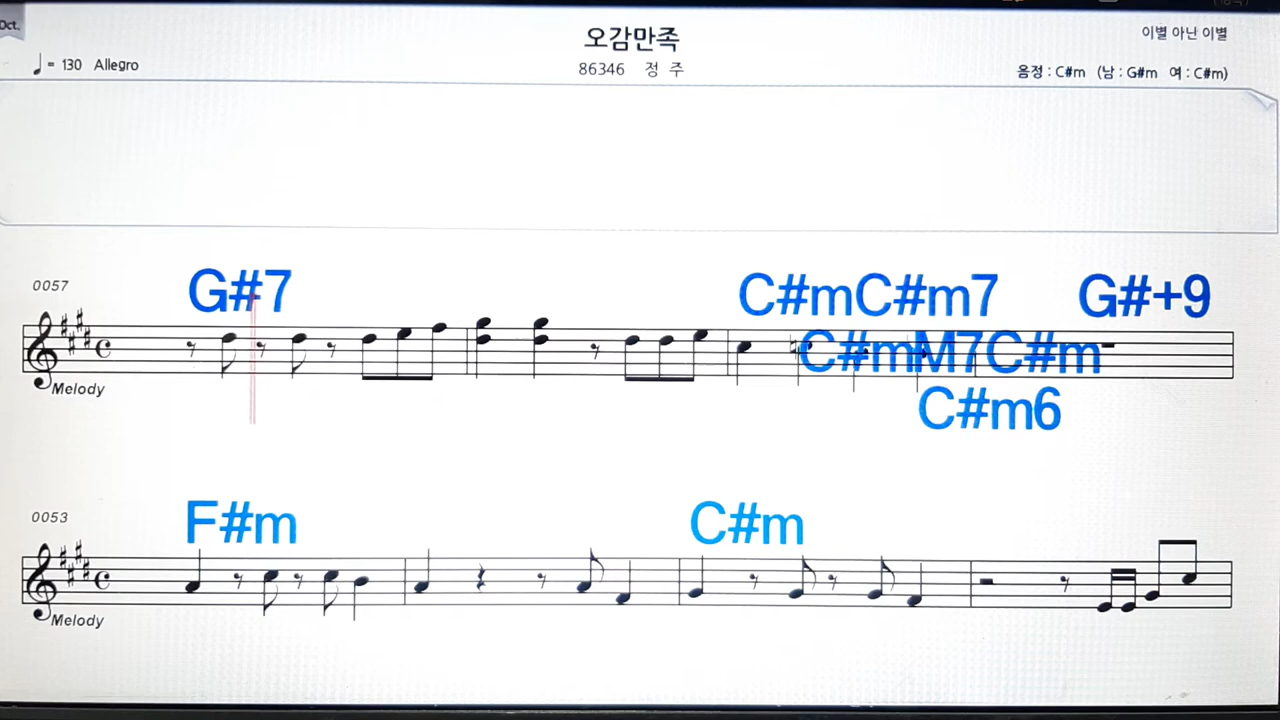 Oct.
오감만족
이별 아닌 이별
♩= 130 Allegro
86346 정 주
음정 : C#m (남 : G#m 여 : C#m)
0057
G#7
C#mC#m7
G#+9
C#mM7C#m
C#m6
Melody
0053
F#m
C#m
Melody